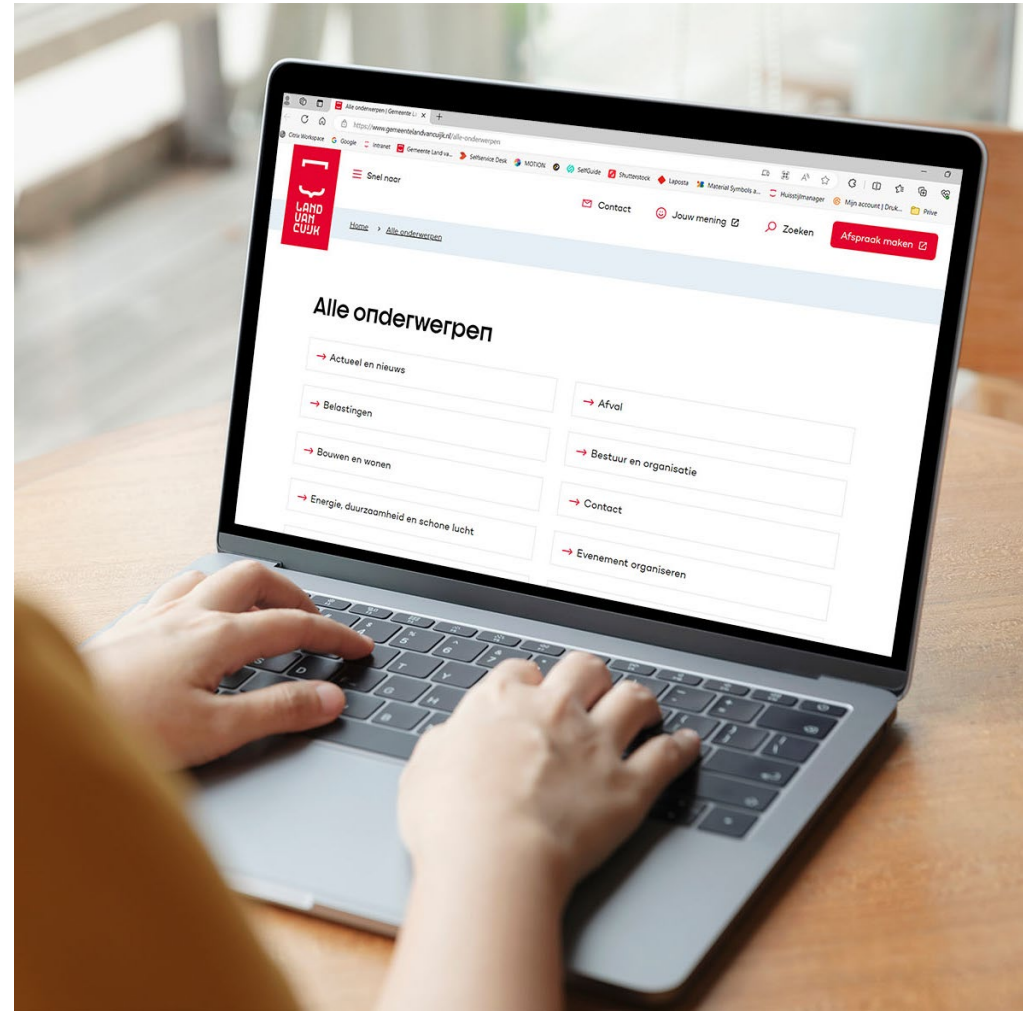 Alle onderwerpen | Gemeente L
https://www.gemeentelandvancuijk.nl/alle-onderwerpen
Citrix Workspace Google Intranet Gemeente Land va... Selfservice Desk MOTION SelfGuide Shutterstock Laposta Material Symbols a... Huisstijlmanager Mijn account | Druk... Prive
LAND
VAN
CUIJK
Snel naar
Contact Jouw mening Zoeken Afspraak maken
Home > Alle onderwerpen
Alle onderwerpen
→ Actueel en nieuws
→ Afval
→ Belastingen
→ Bestuur en organisatie
→ Bouwen en wonen
→ Contact
→ Energie, duurzaamheid en schone lucht
→ Evenement organiseren